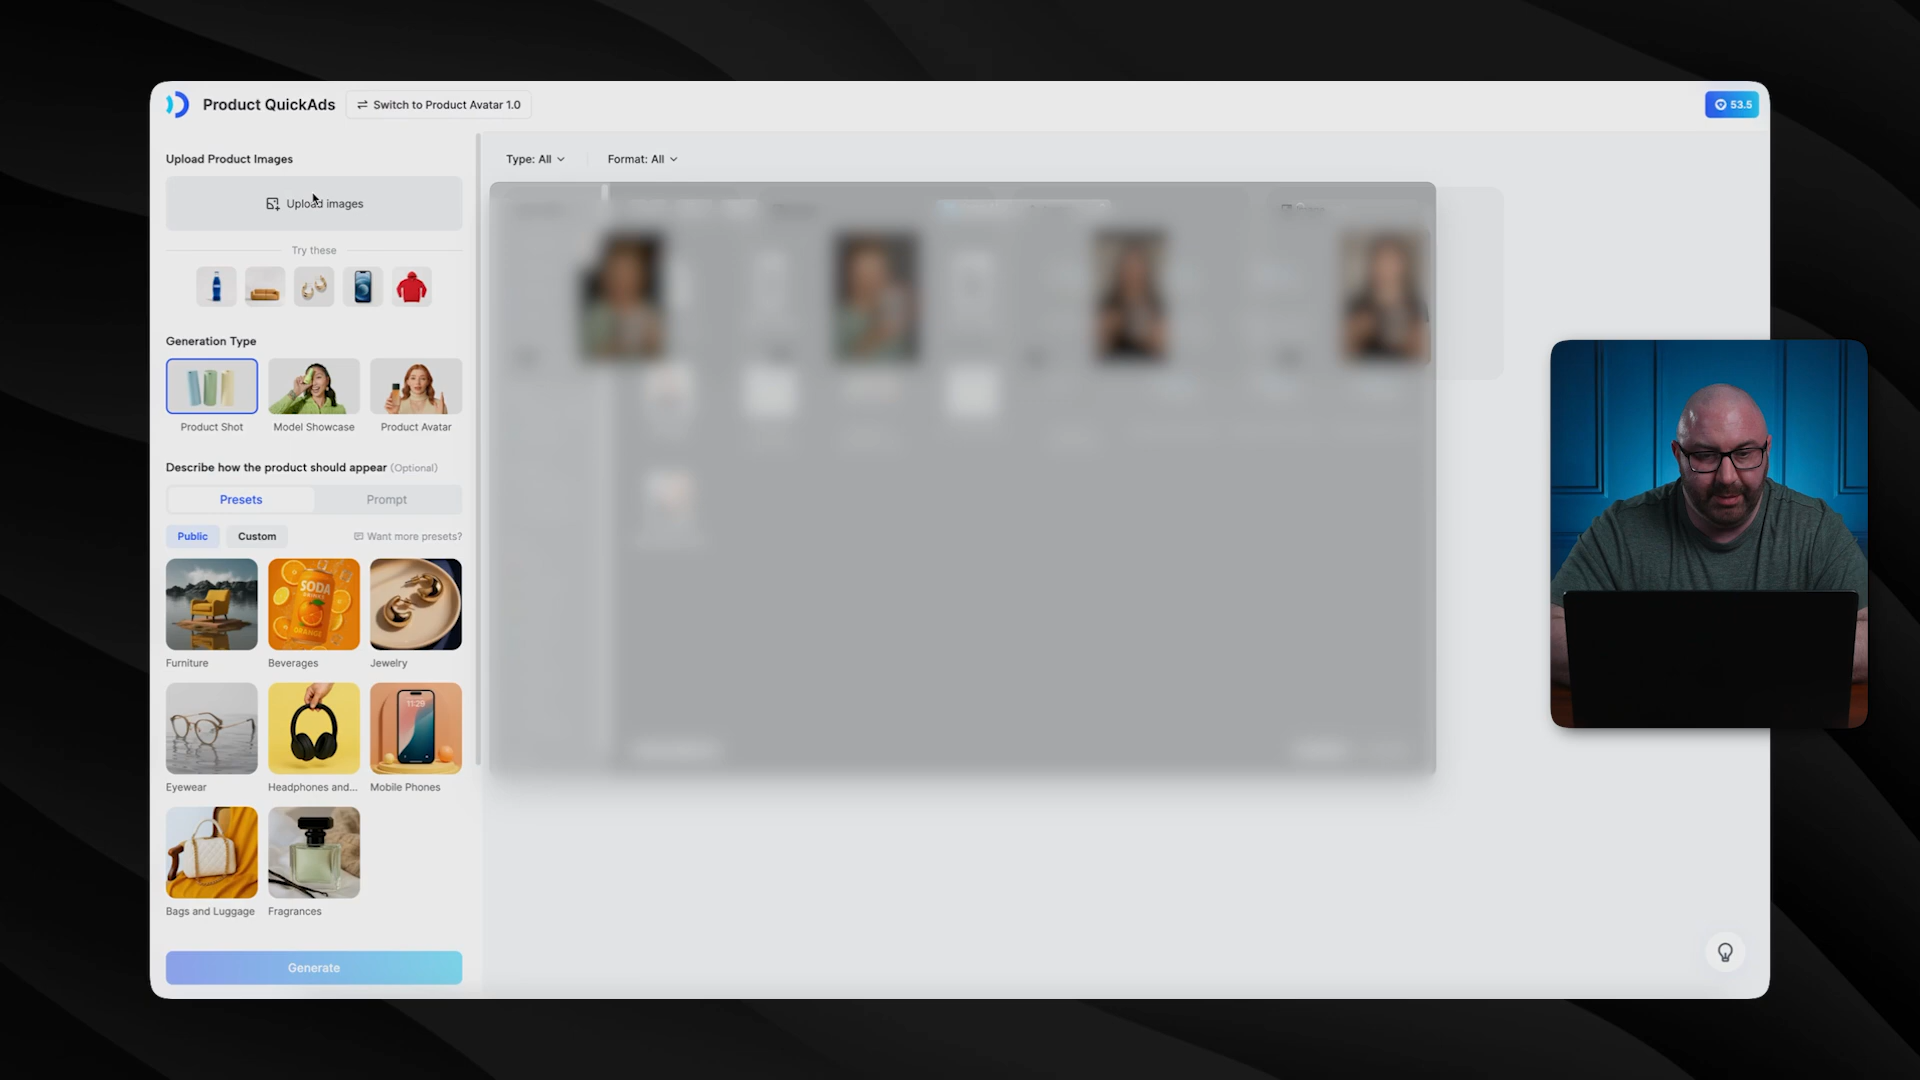 Product QuickAds
Switch to Product Avatar 1.0
53.5
Upload Product Images
Type: All
Format: All
Upload images
Try these
Generation Type
Product Shot
Model Showcase
Product Avatar
Describe how the product should appear (Optional)
Presets
Prompt
Public
Custom
Want more presets?
SODA
ORANGE
Furniture
Beverages
Jewelry
11:29
Eyewear
Headphones and...
Mobile Phones
Bags and Luggage
Fragrances
Generate